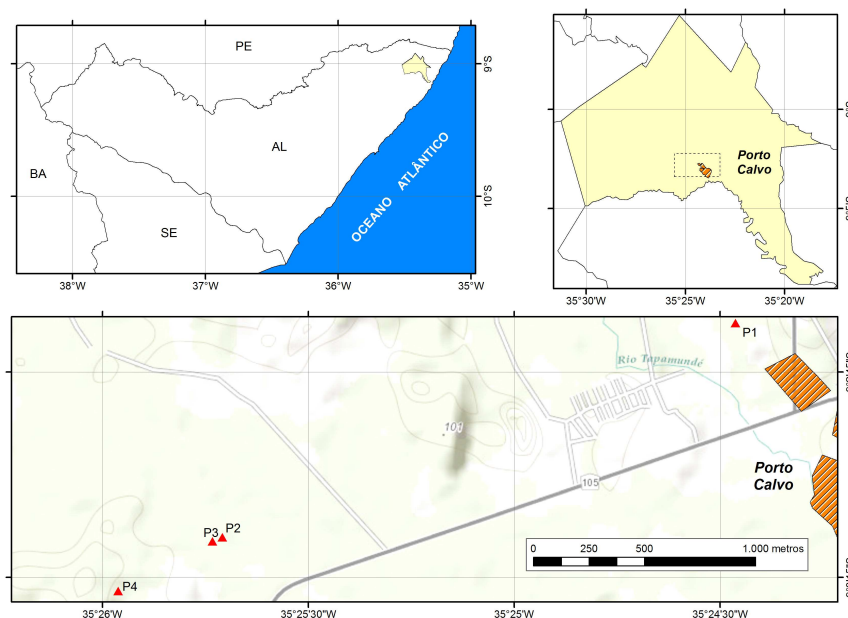 PE
AL
BA
SE
OCEANO ATLÂNTICO
9°S
10°S
38°W
37°W
36°W
35°W
Porto
Calvo
35°30'W
35°25'W
35°20'W
P1
Rio Tapamundé
101
105
Porto
Calvo
P3
P2
P4
0 250 500 1.000 metros
35°26'W
35°25'30"W
35°25'W
35°24'30"W